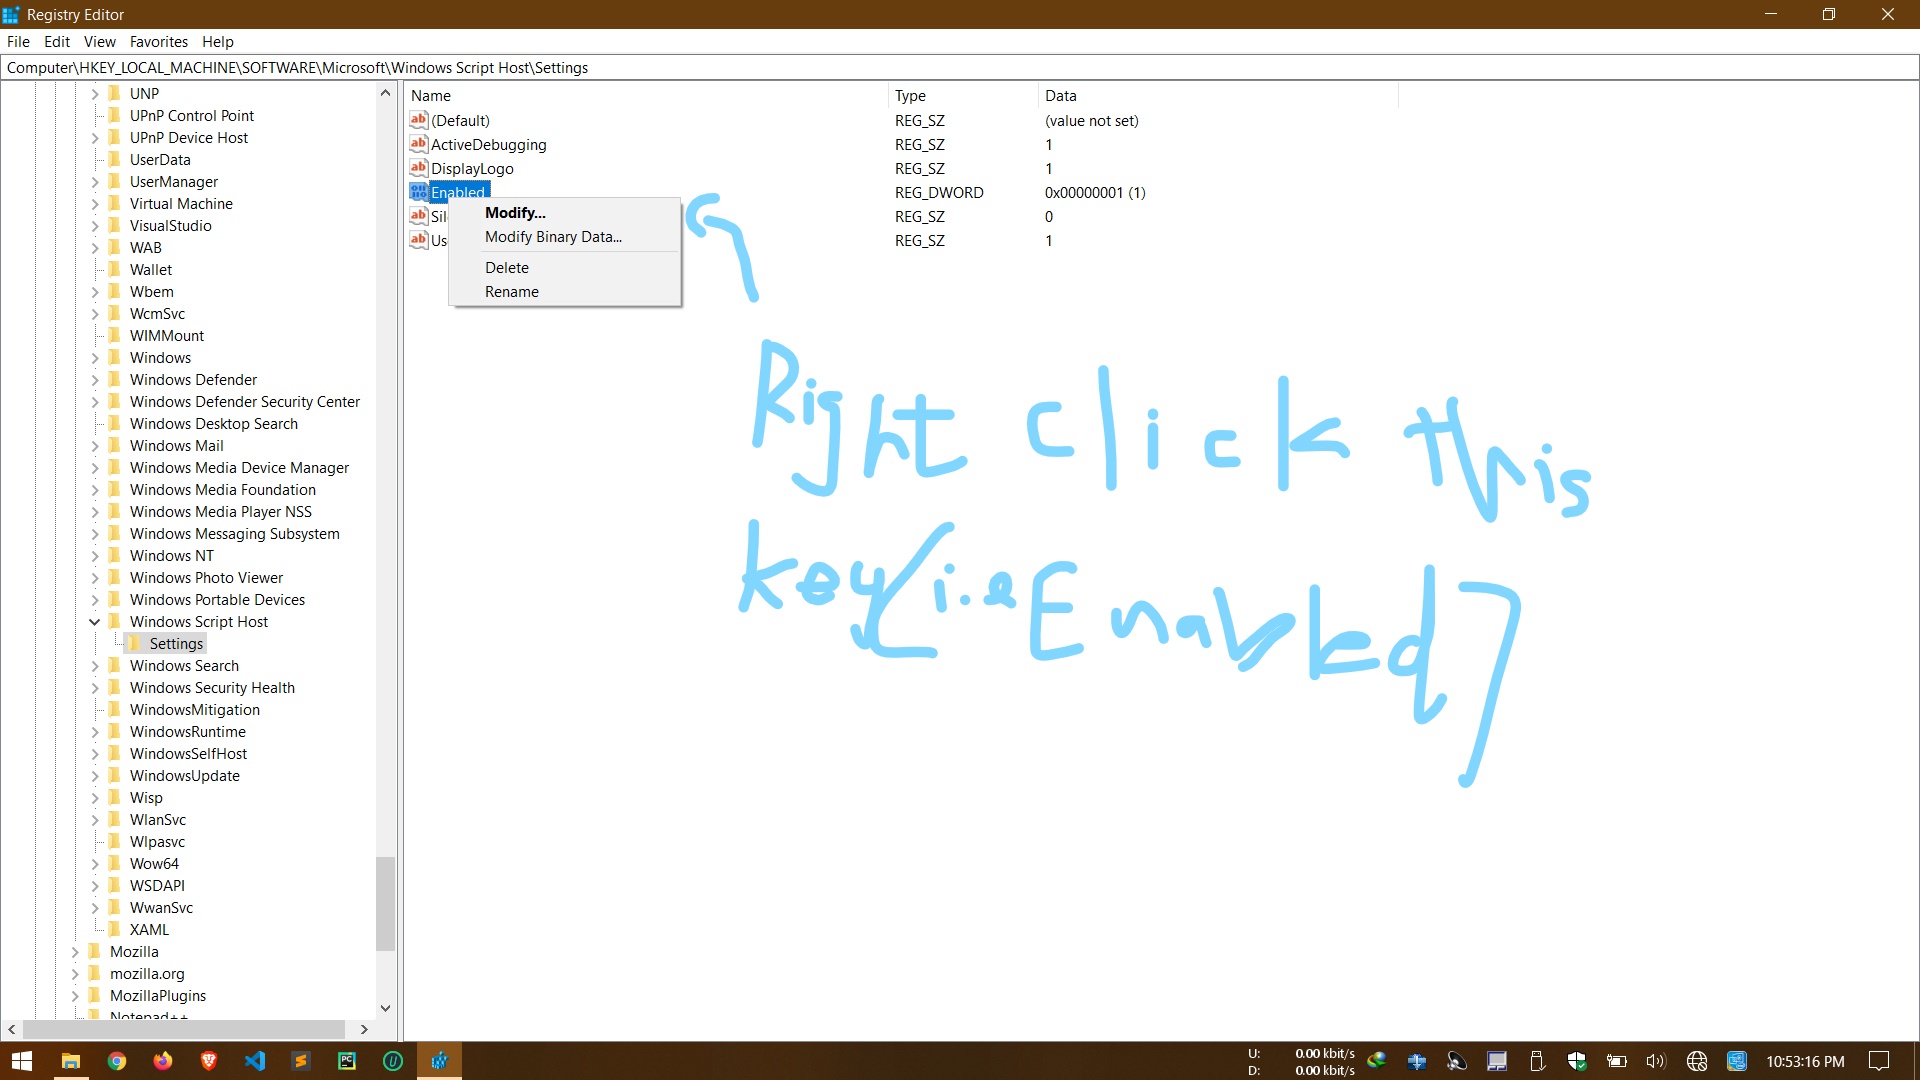 Registry Editor
File Edit View Favorites Help
Computer\HKEY_LOCAL_MACHINE\SOFTWARE\Microsoft\Windows Script Host\Settings
UNP
UPnP Control Point
UPnP Device Host
UserData
UserManager
Virtual Machine
VisualStudio
WAB
Wallet
Wbem
WcmSvc
WIMMount
Windows
Windows Defender
Windows Defender Security Center
Windows Desktop Search
Windows Mail
Windows Media Device Manager
Windows Media Foundation
Windows Media Player NSS
Windows Messaging Subsystem
Windows NT
Windows Photo Viewer
Windows Portable Devices
Windows Script Host
Settings
Windows Search
Windows Security Health
WindowsMitigation
WindowsRuntime
WindowsSelfHost
WindowsUpdate
Wisp
WlanSvc
Wlpasvc
Wow64
WSDAPI
WwanSvc
XAML
Mozilla
mozilla.org
MozillaPlugins
Notepad++
Name Type Data
(Default) REG_SZ (value not set)
ActiveDebugging REG_SZ 1
DisplayLogo REG_SZ 1
Enabled REG_DWORD 0x00000001 (1)
Sil REG_SZ 0
Us REG_SZ 1
Modify...
Modify Binary Data...
Delete
Rename
Right click this
key[i.e Enabled]
U: 0.00 kbit/s
D: 0.00 kbit/s
10:53:16 PM